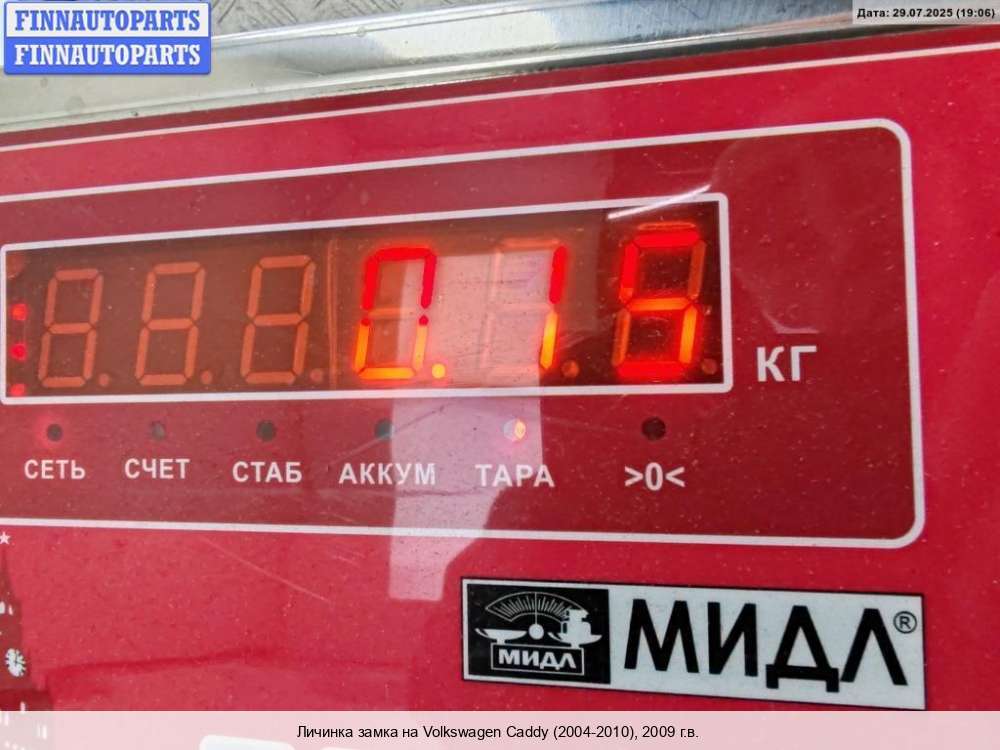 FINNAUTOPARTS
FINNAUTOPARTS
Дата: 29.07.2025 (19:06)
0.15
КГ
СЕТЬ СЧЕТ СТАБ АККУМ ТАРА >0<
МИДЛ МИДЛ®
Личинка замка на Volkswagen Caddy (2004-2010), 2009 г.в.